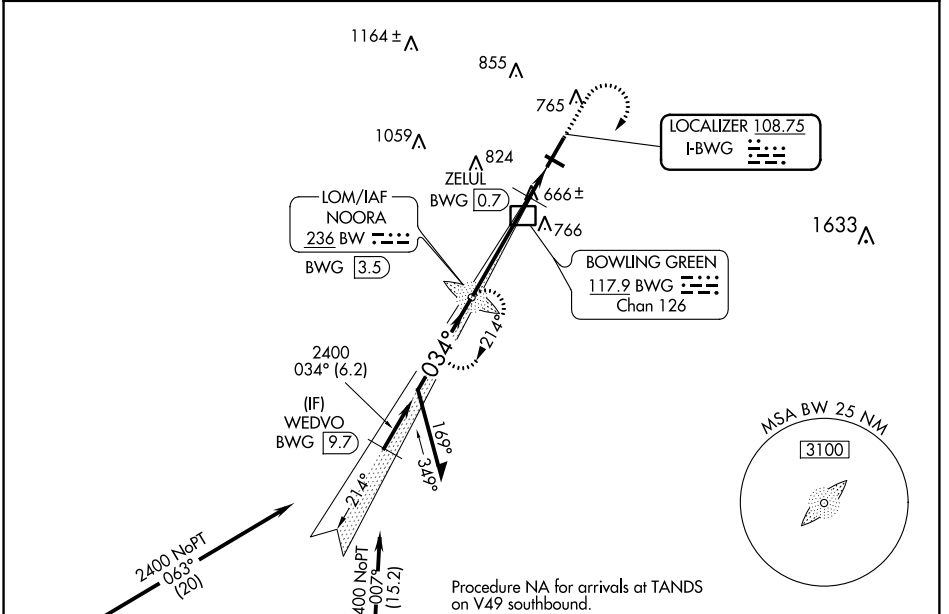 1164 ±
855
765
LOCALIZER 108.75
I-BWG
1059
824
ZELUL
BWG 0.7
666 ±
LOM/IAF
NOORA
236 BW
BWG 3.5
766
1633
BOWLING GREEN
117.9 BWG
Chan 126
034°
214°
2400
034° (6.2)
(IF)
WEDVO
BWG 9.7
169°
349°
214°
MSA BW 25 NM
3100
2400 NoPT
063°
(20)
400 NoPT
007°
(15.2)
Procedure NA for arrivals at TANDS
on V49 southbound.